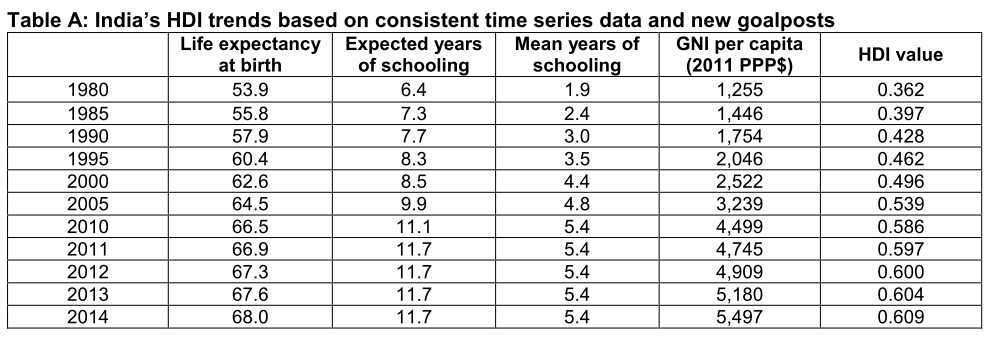 Table A: India's HDI trends based on consistent time series data and new goalposts
Life expectancy at birth Expected years of schooling Mean years of schooling GNI per capita (2011 PPP$) HDI value
1980 53.9 6.4 1.9 1,255 0.362
1985 55.8 7.3 2.4 1,446 0.397
1990 57.9 7.7 3.0 1,754 0.428
1995 60.4 8.3 3.5 2,046 0.462
2000 62.6 8.5 4.4 2,522 0.496
2005 64.5 9.9 4.8 3,239 0.539
2010 66.5 11.1 5.4 4,499 0.586
2011 66.9 11.7 5.4 4,745 0.597
2012 67.3 11.7 5.4 4,909 0.600
2013 67.6 11.7 5.4 5,180 0.604
2014 68.0 11.7 5.4 5,497 0.609